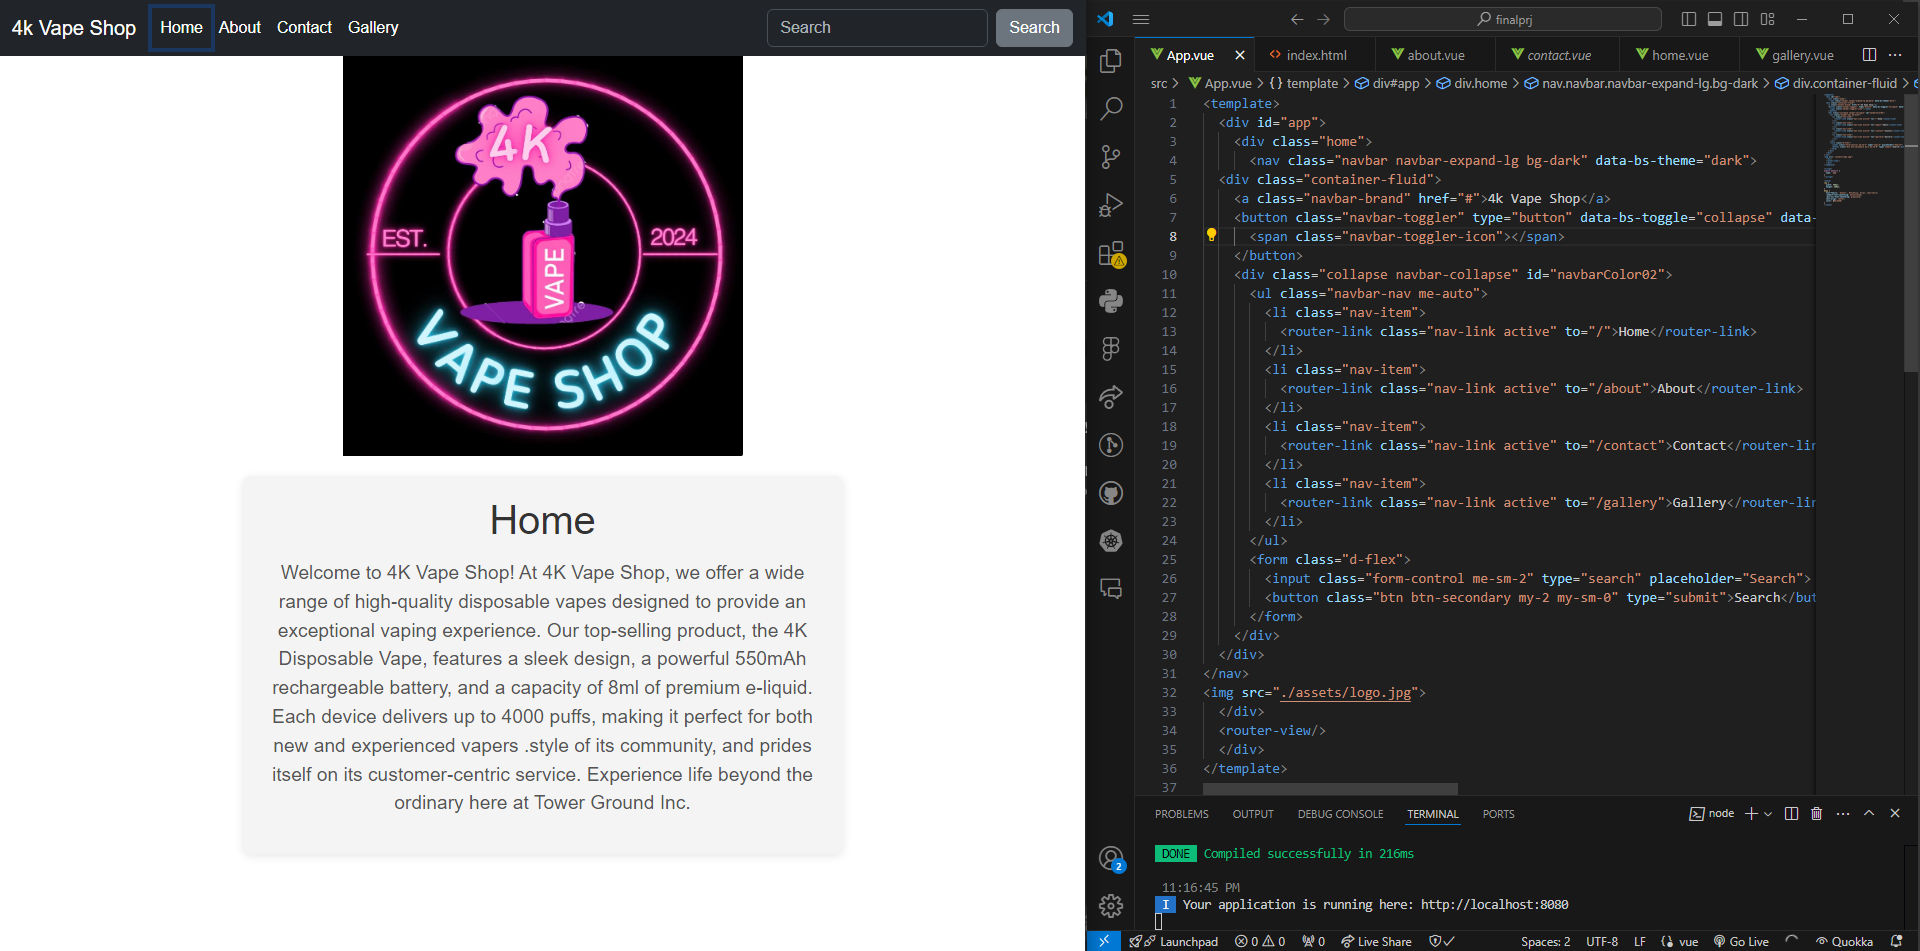 4k Vape Shop Home About Contact Gallery Search Search
4K
EST. 2024
VAPE
VAPE SHOP
Home
Welcome to 4K Vape Shop! At 4K Vape Shop, we offer a wide
range of high-quality disposable vapes designed to provide an
exceptional vaping experience. Our top-selling product, the 4K
Disposable Vape, features a sleek design, a powerful 550mAh
rechargeable battery, and a capacity of 8ml of premium e-liquid.
Each device delivers up to 4000 puffs, making it perfect for both
new and experienced vapers .style of its community, and prides
itself on its customer-centric service. Experience life beyond the
ordinary here at Tower Ground Inc.
finalprj
App.vue index.html about.vue contact.vue home.vue gallery.vue
src > App.vue > {} template > div#app > div.home > nav.navbar.navbar-expand-lg.bg-dark > div.container-fluid >
1 <template>
2 <div id="app">
3 <div class="home">
4 <nav class="navbar navbar-expand-lg bg-dark" data-bs-theme="dark">
5 <div class="container-fluid">
6 <a class="navbar-brand" href="#">4k Vape Shop</a>
7 <button class="navbar-toggler" type="button" data-bs-toggle="collapse" data-
8 <span class="navbar-toggler-icon"></span>
9 </button>
10 <div class="collapse navbar-collapse" id="navbarColor02">
11 <ul class="navbar-nav me-auto">
12 <li class="nav-item">
13 <router-link class="nav-link active" to="/">Home</router-link>
14 </li>
15 <li class="nav-item">
16 <router-link class="nav-link active" to="/about">About</router-link>
17 </li>
18 <li class="nav-item">
19 <router-link class="nav-link active" to="/contact">Contact</router-lin
20 </li>
21 <li class="nav-item">
22 <router-link class="nav-link active" to="/gallery">Gallery</router-lin
23 </li>
24 </ul>
25 <form class="d-flex">
26 <input class="form-control me-sm-2" type="search" placeholder="Search">
27 <button class="btn btn-secondary my-2 my-sm-0" type="submit">Search</but
28 </form>
29 </div>
30 </div>
31 </nav>
32 <img src="./assets/logo.jpg">
33 </div>
34 <router-view/>
35 </div>
36 </template>
37
PROBLEMS OUTPUT DEBUG CONSOLE TERMINAL PORTS node
DONE Compiled successfully in 216ms
11:16:45 PM
I Your application is running here: http://localhost:8080
2
Launchpad 0 0 0 Live Share Spaces: 2 UTF-8 LF {} vue Go Live Quokka